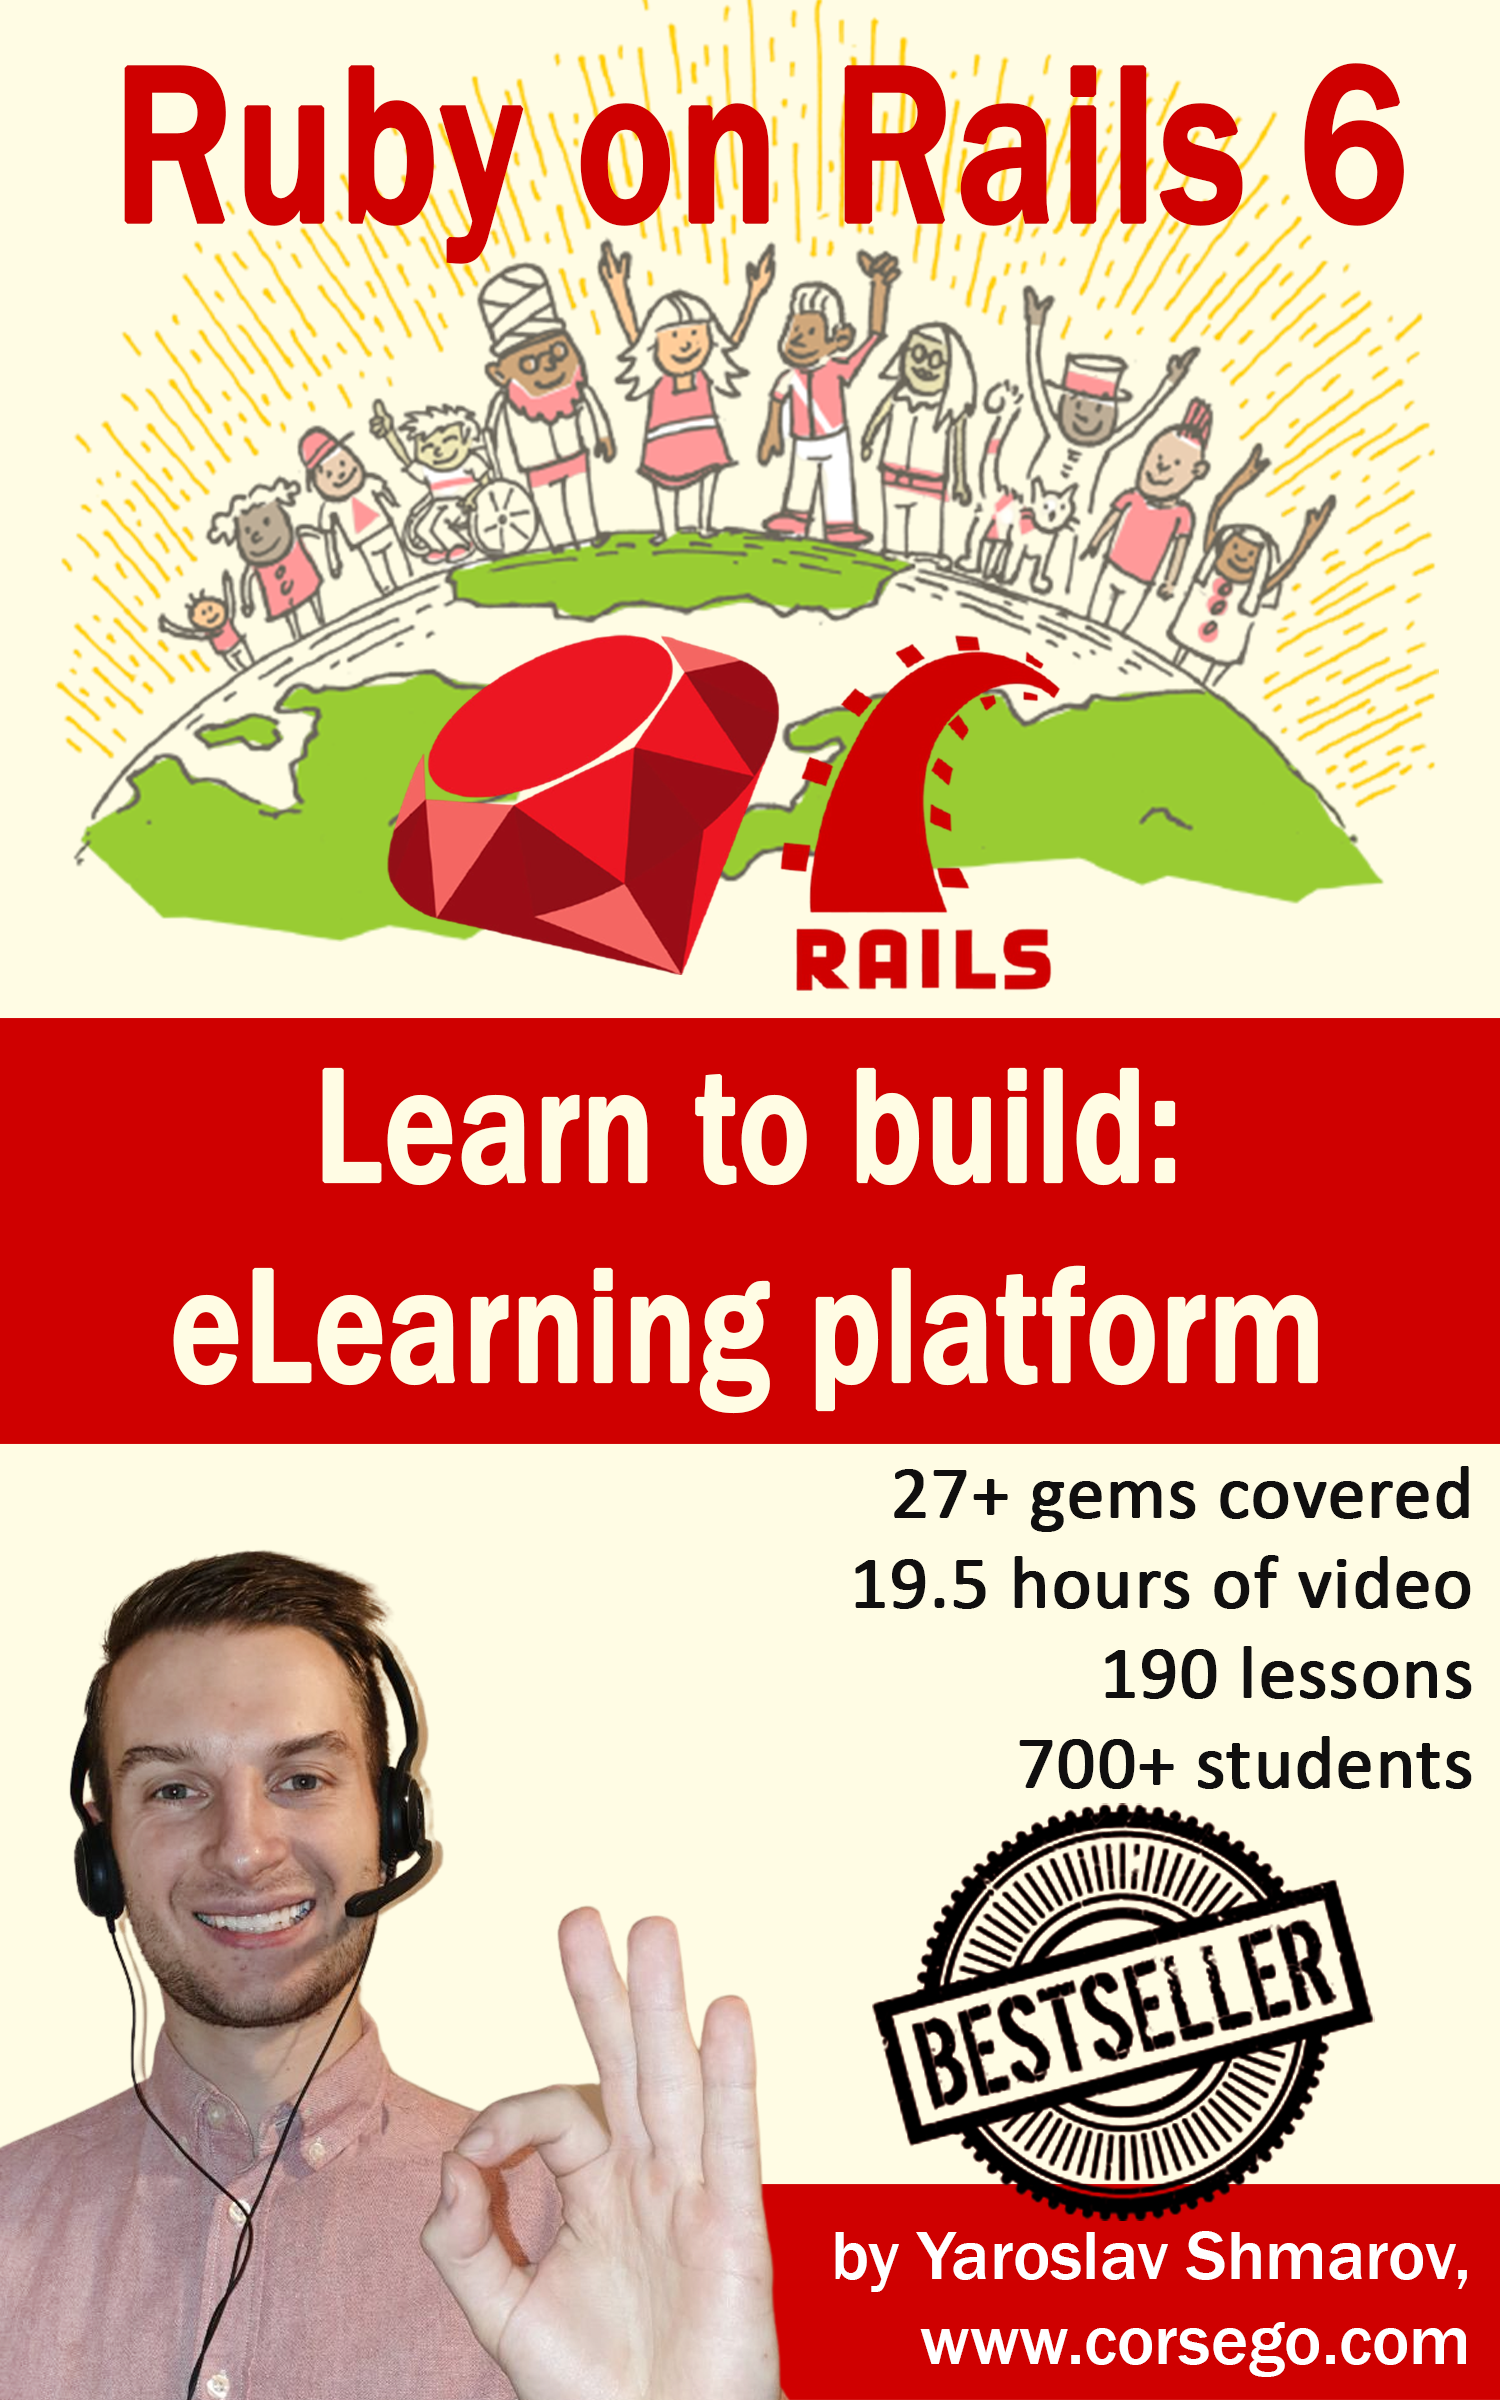 Ruby on Rails 6
RAILS
Learn to build:
eLearning platform
27+ gems covered
19.5 hours of video
190 lessons
700+ students
BESTSELLER
by Yaroslav Shmarov,
www.corsego.com